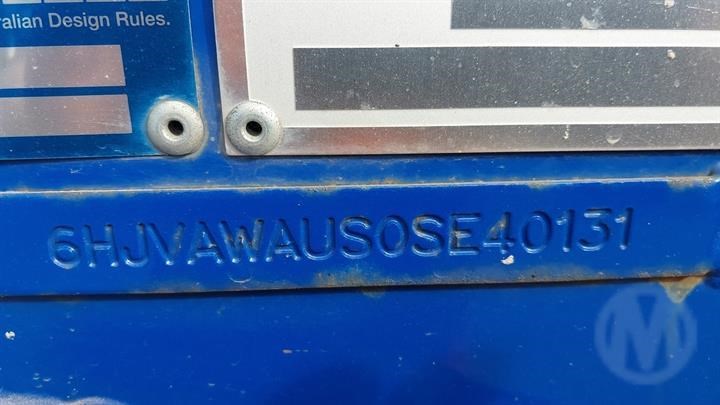 ralian Design Rules.
6HJVAWAUS0SE40131
M